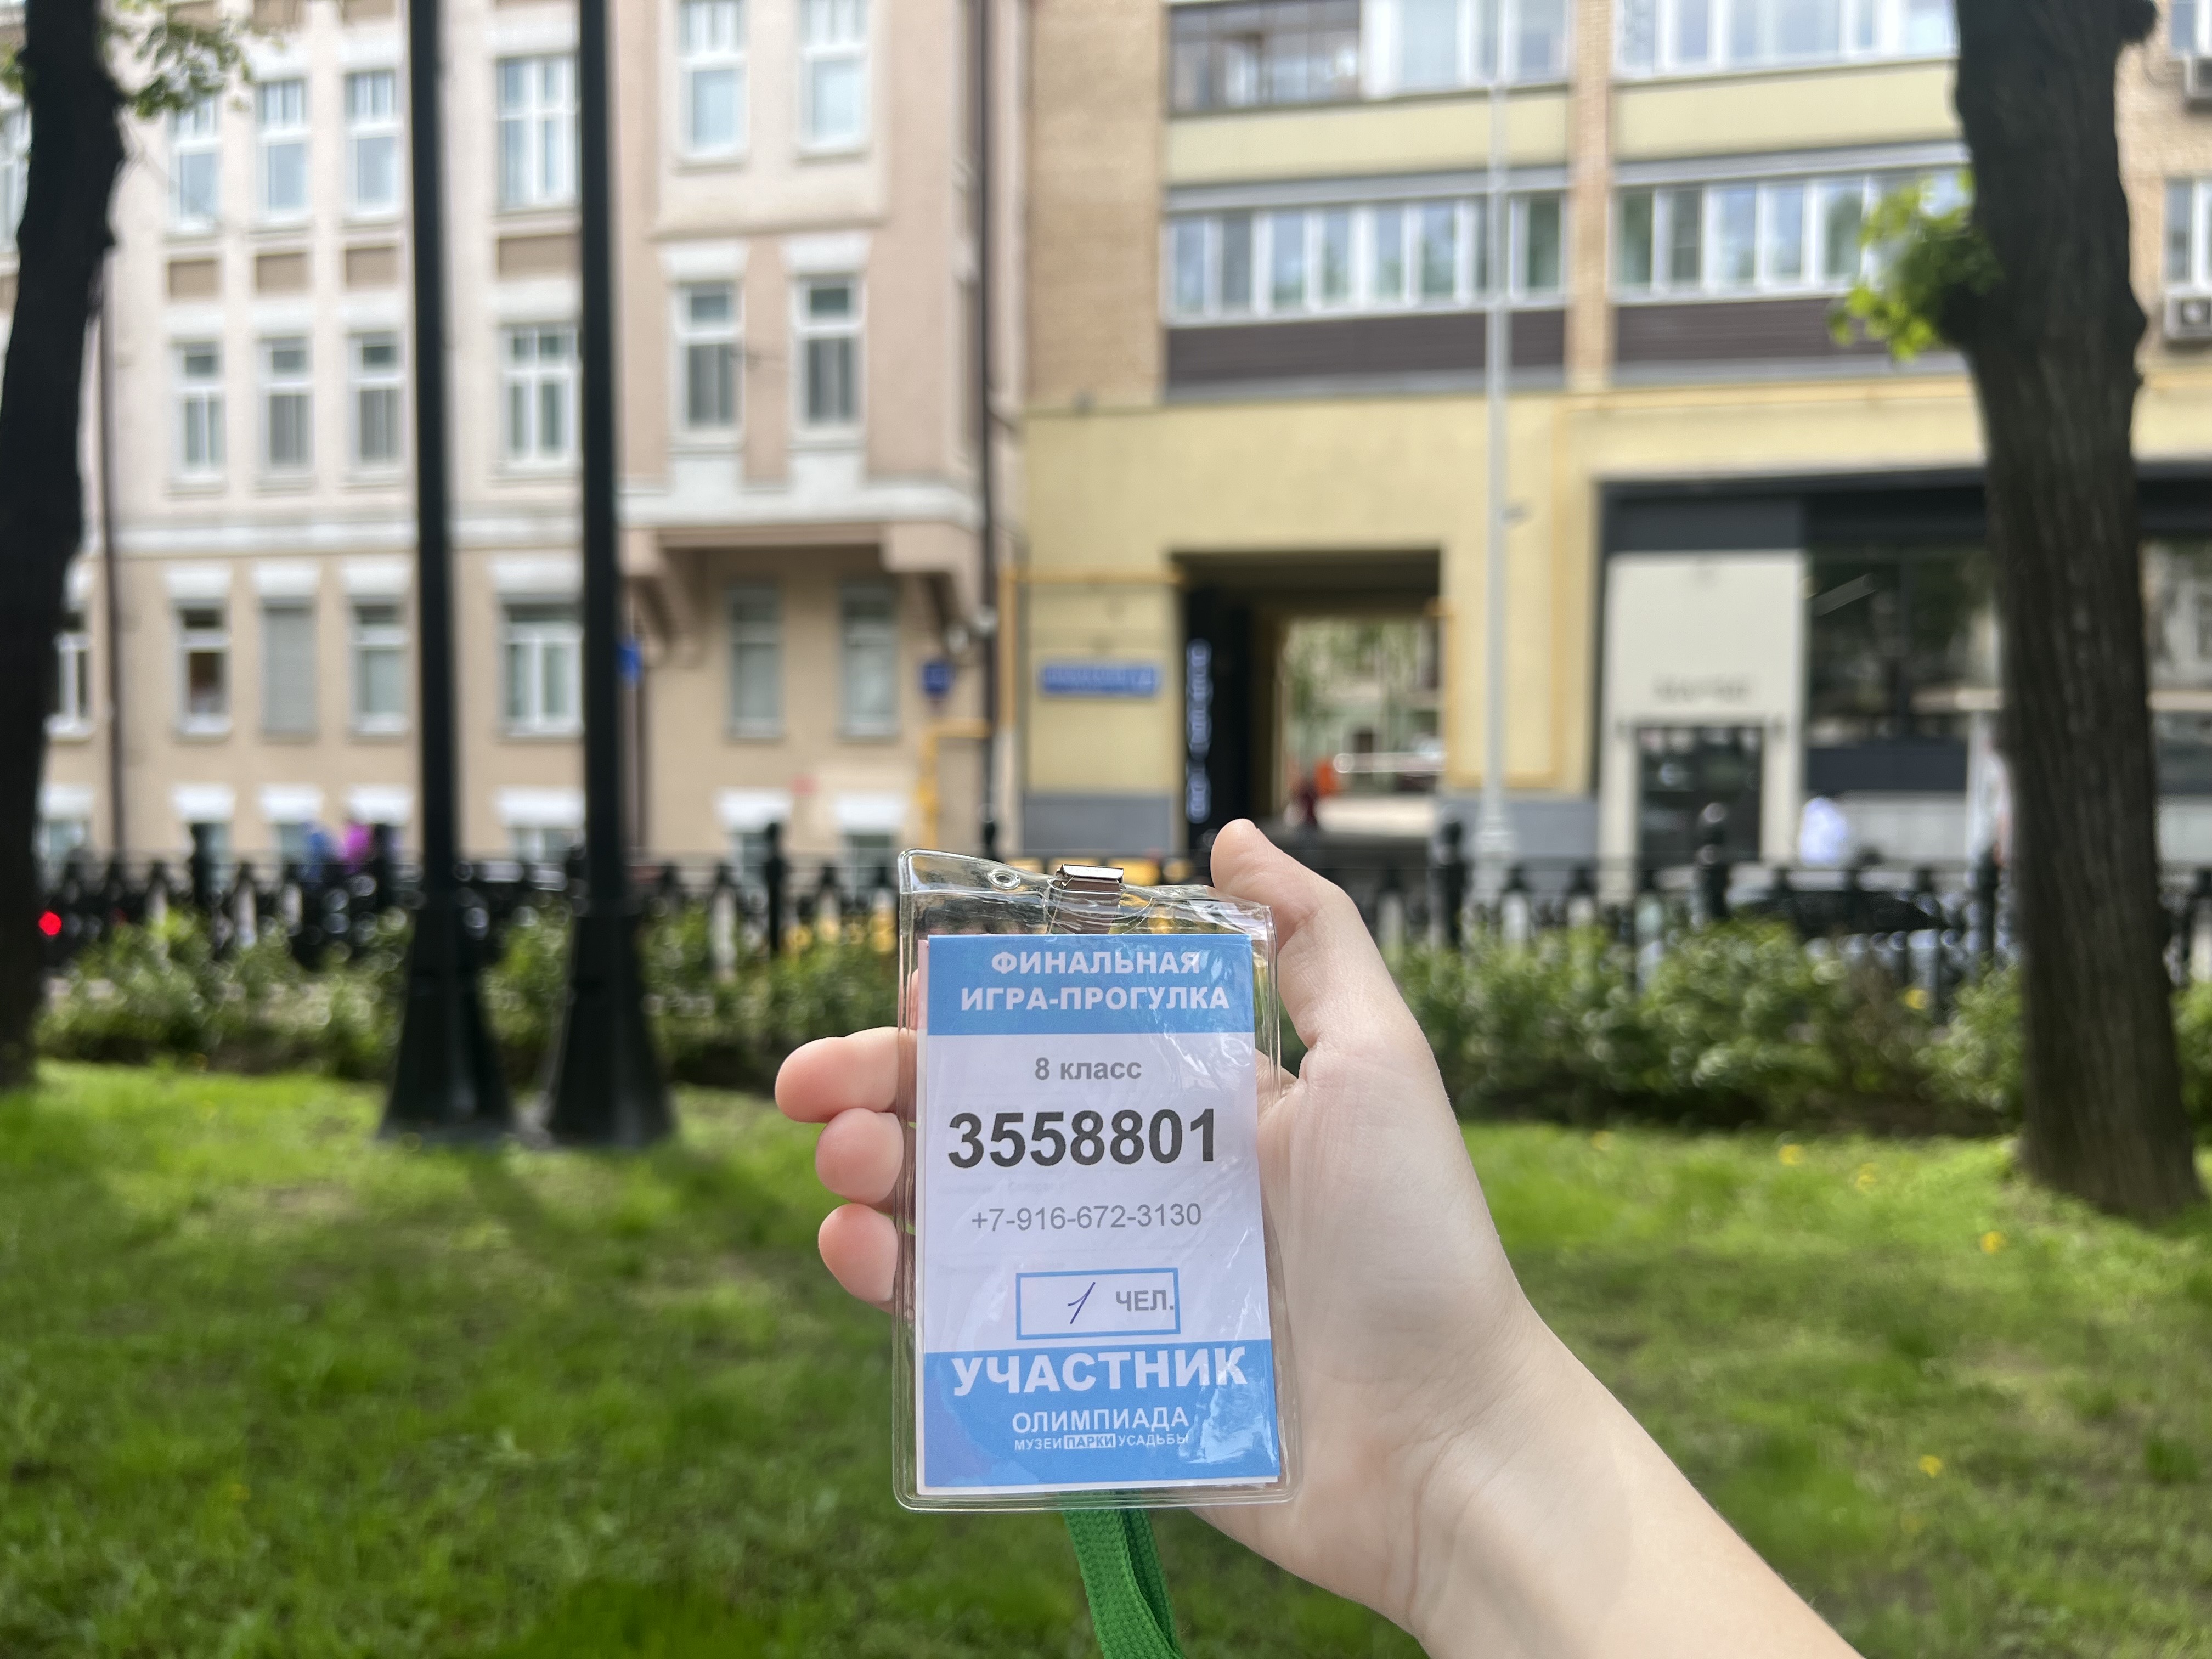 ФИНАЛЬНАЯ
ИГРА-ПРОГУЛКА
8 класс
3558801
+7-916-672-3130
1 ЧЕЛ.
УЧАСТНИК
ОЛИМПИАДА
МУЗЕИ ПАРКИ УСАДЬБЫ